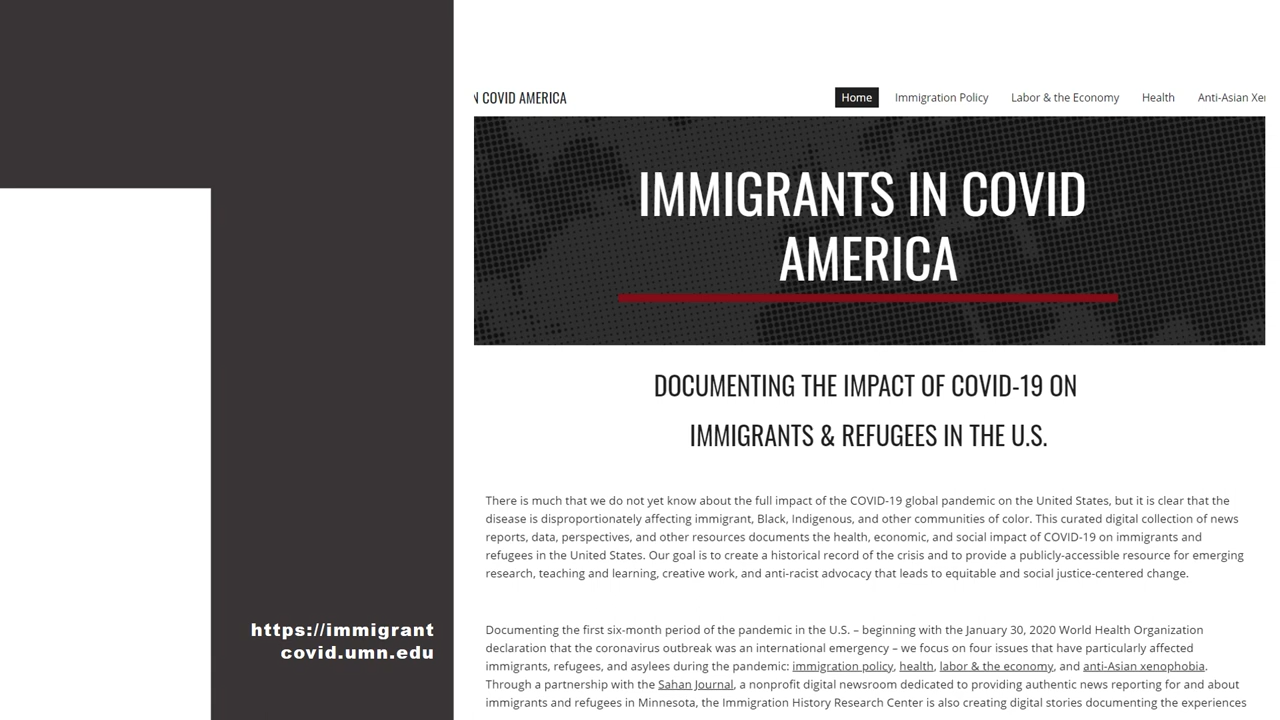 N COVID AMERICA
Home Immigration Policy Labor & the Economy Health Anti-Asian Xe
IMMIGRANTS IN COVID
AMERICA
DOCUMENTING THE IMPACT OF COVID-19 ON
IMMIGRANTS & REFUGEES IN THE U.S.
There is much that we do not yet know about the full impact of the COVID-19 global pandemic on the United States, but it is clear that the
disease is disproportionately affecting immigrant, Black, Indigenous, and other communities of color. This curated digital collection of news
reports, data, perspectives, and other resources documents the health, economic, and social impact of COVID-19 on immigrants and
refugees in the United States. Our goal is to create a historical record of the crisis and to provide a publicly-accessible resource for emerging
research, teaching and learning, creative work, and anti-racist advocacy that leads to equitable and social justice-centered change.
Documenting the first six-month period of the pandemic in the U.S. – beginning with the January 30, 2020 World Health Organization
declaration that the coronavirus outbreak was an international emergency – we focus on four issues that have particularly affected
immigrants, refugees, and asylees during the pandemic: immigration policy, health, labor & the economy, and anti-Asian xenophobia.
Through a partnership with the Sahan Journal, a nonprofit digital newsroom dedicated to providing authentic news reporting for and about
immigrants and refugees in Minnesota, the Immigration History Research Center is also creating digital stories documenting the experiences
https://immigrant
covid.umn.edu